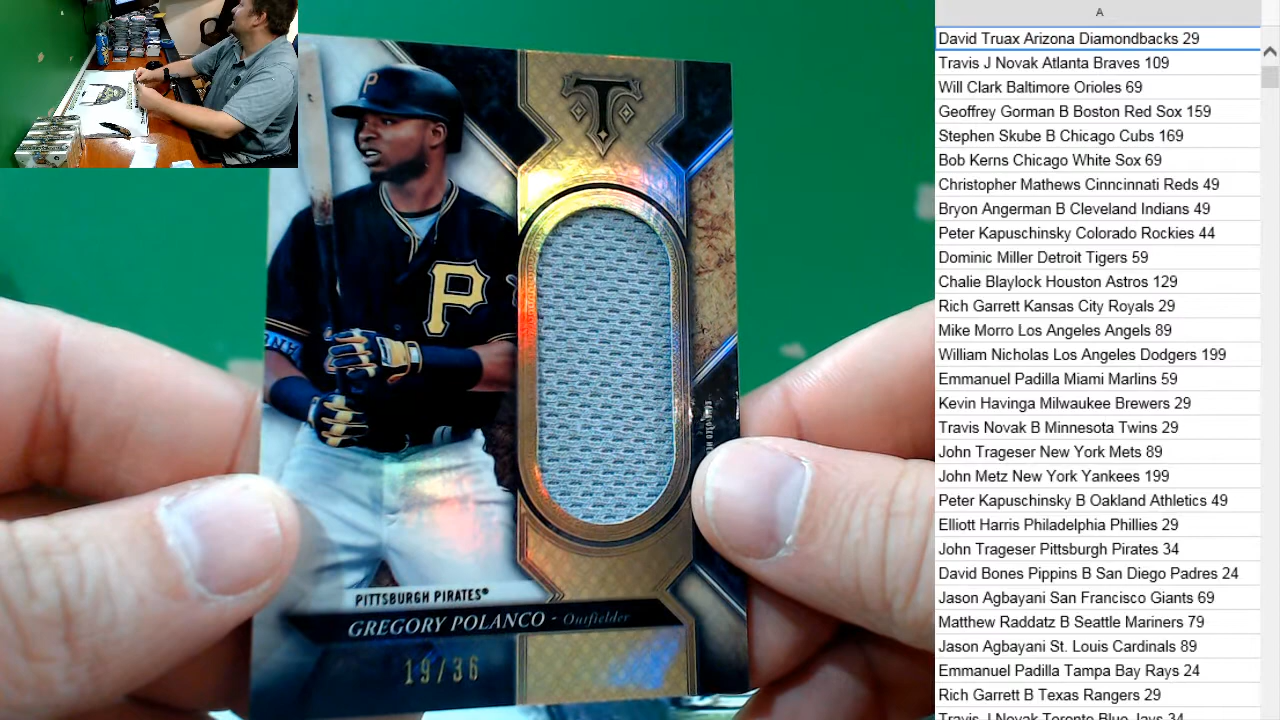 P
P
T
PITTSBURGH PIRATES®
GREGORY POLANCO - Outfielder
19/36
A
David Truax Arizona Diamondbacks 29
Travis J Novak Atlanta Braves 109
Will Clark Baltimore Orioles 69
Geoffrey Gorman B Boston Red Sox 159
Stephen Skube B Chicago Cubs 169
Bob Kerns Chicago White Sox 69
Christopher Mathews Cinncinnati Reds 49
Bryon Angerman B Cleveland Indians 49
Peter Kapuschinsky Colorado Rockies 44
Dominic Miller Detroit Tigers 59
Chalie Blaylock Houston Astros 129
Rich Garrett Kansas City Royals 29
Mike Morro Los Angeles Angels 89
William Nicholas Los Angeles Dodgers 199
Emmanuel Padilla Miami Marlins 59
Kevin Havinga Milwaukee Brewers 29
Travis Novak B Minnesota Twins 29
John Trageser New York Mets 89
John Metz New York Yankees 199
Peter Kapuschinsky B Oakland Athletics 49
Elliott Harris Philadelphia Phillies 29
John Trageser Pittsburgh Pirates 34
David Bones Pippins B San Diego Padres 24
Jason Agbayani San Francisco Giants 69
Matthew Raddatz B Seattle Mariners 79
Jason Agbayani St. Louis Cardinals 89
Emmanuel Padilla Tampa Bay Rays 24
Rich Garrett B Texas Rangers 29
Travis J Novak Toronto Blue Jays 34